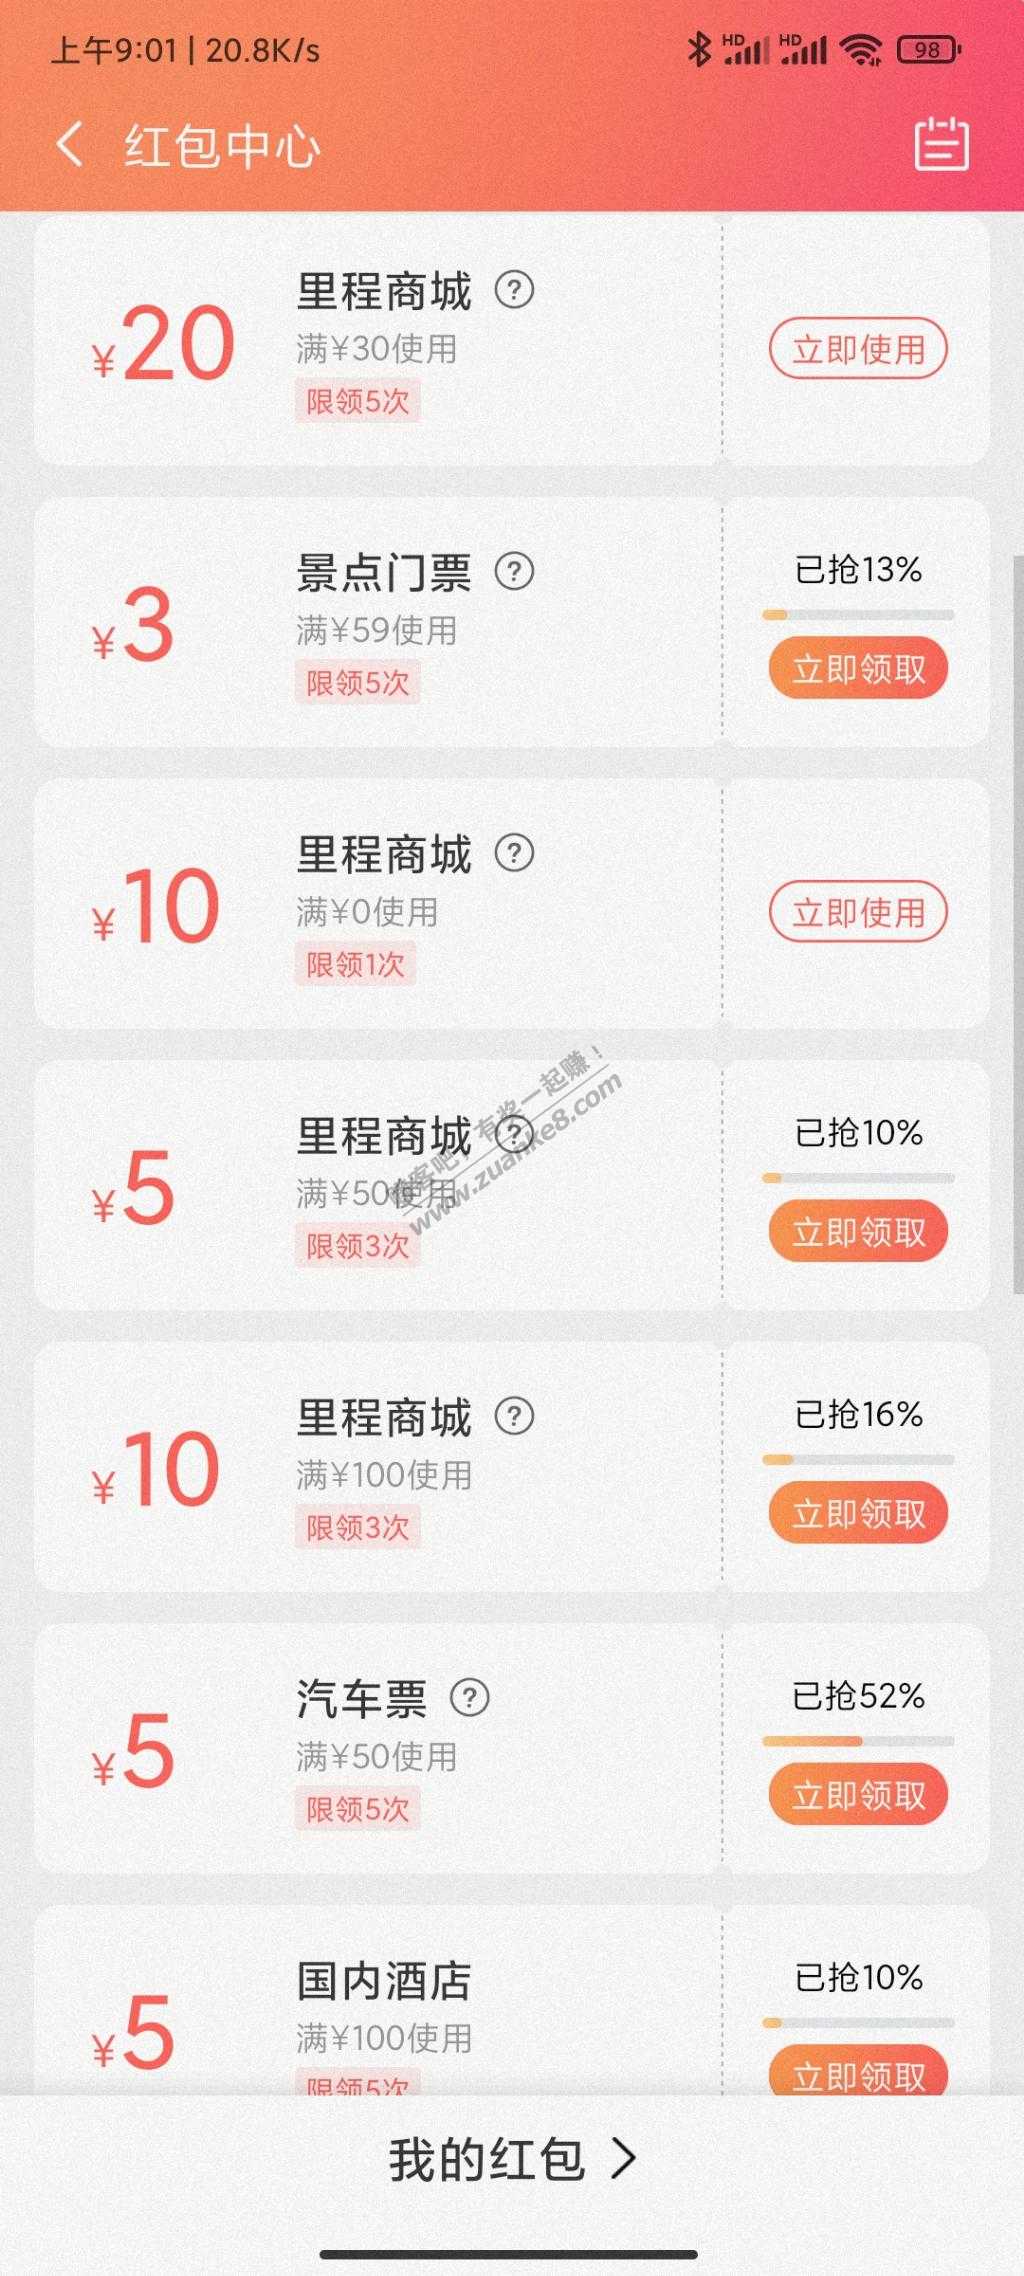 上午9:01 | 20.8K/s
HD HD 98
红包中心
¥20
里程商城 ?
满¥30使用
限领5次
立即使用
¥3
景点门票 ?
满¥59使用
限领5次
已抢13%
立即领取
¥10
里程商城 ?
满¥0使用
限领1次
立即使用
¥5
里程商城 ?
满¥50使用
限领3次
已抢10%
立即领取
赚客吧，有奖一起赚！
www.zuanke8.com
¥10
里程商城 ?
满¥100使用
限领3次
已抢16%
立即领取
¥5
汽车票 ?
满¥50使用
限领5次
已抢52%
立即领取
¥5
国内酒店
满¥100使用
限领5次
已抢10%
立即领取
我的红包